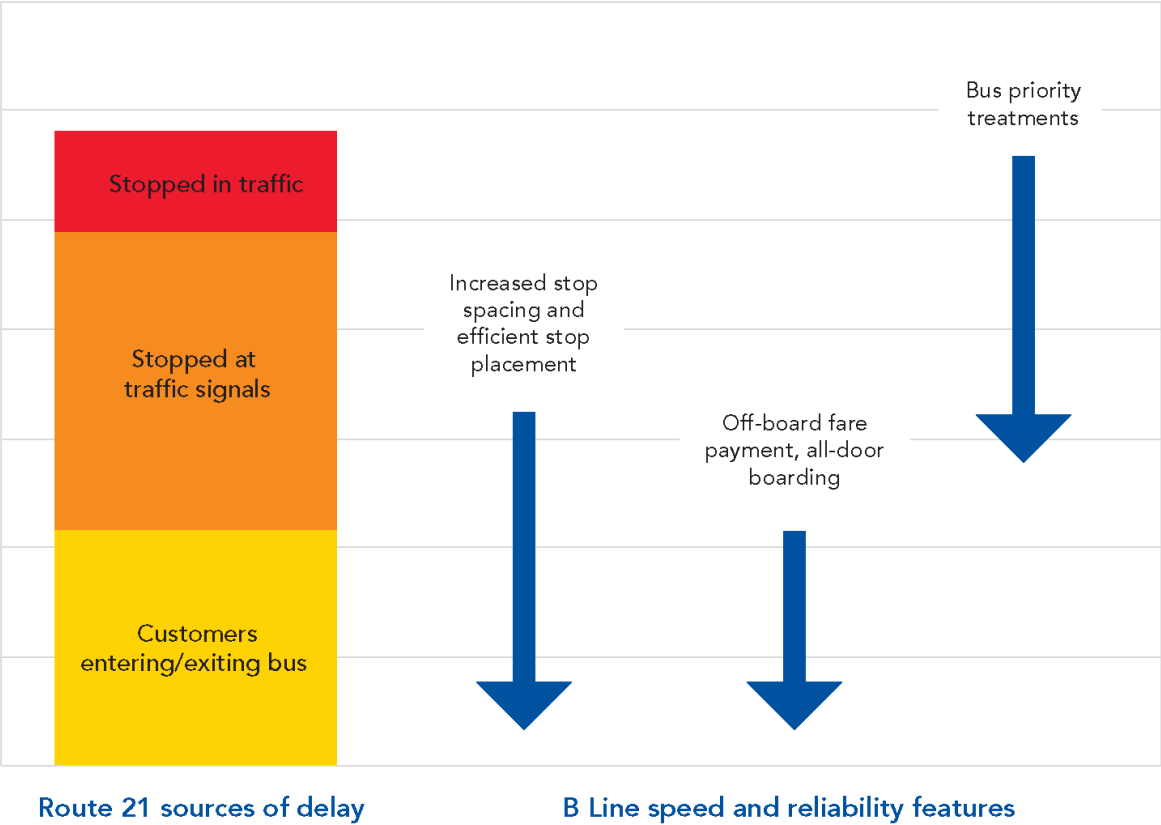 Stopped in traffic
Stopped at
traffic signals
Customers
entering/exiting bus
Increased stop
spacing and
efficient stop
placement
Off-board fare
payment, all-door
boarding
Bus priority
treatments
Route 21 sources of delay
B Line speed and reliability features